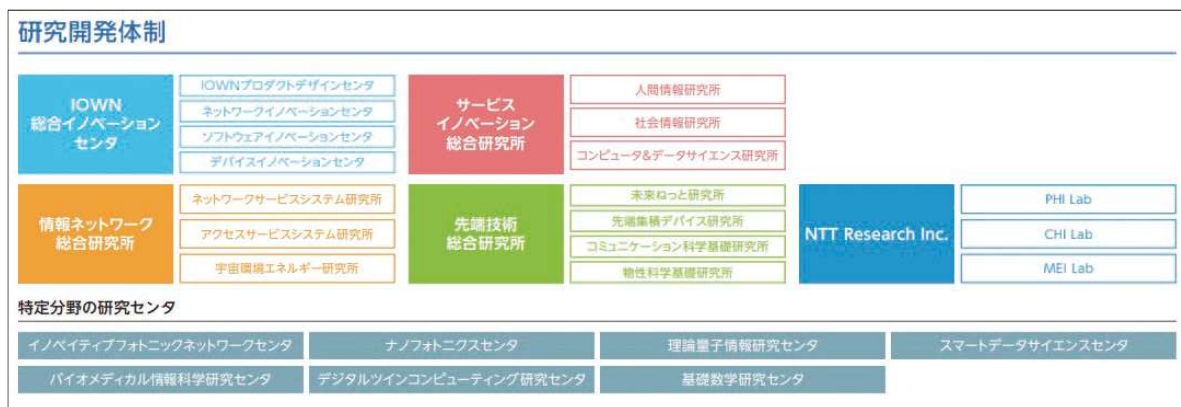 研究開発体制
IOWN
総合イノベーション
センタ
IOWNプロダクトデザインセンタ
ネットワークイノベーションセンタ
ソフトウェアイノベーションセンタ
デバイスイノベーションセンタ
サービス
イノベーション
総合研究所
人間情報研究所
社会情報研究所
コンピュータ&データサイエンス研究所
情報ネットワーク
総合研究所
ネットワークサービスシステム研究所
アクセスサービスシステム研究所
宇宙環境エネルギー研究所
先端技術
総合研究所
未来ねっと研究所
先端集積デバイス研究所
コミュニケーション科学基礎研究所
物性科学基礎研究所
NTT Research Inc.
PHI Lab
CHI Lab
MEI Lab
特定分野の研究センタ
イノベイティブフォトニックネットワークセンタ
ナノフォトニクスセンタ
理論量子情報研究センタ
スマートデータサイエンスセンタ
バイオメディカル情報科学研究センタ
デジタルツインコンピューティング研究センタ
基礎数学研究センタ